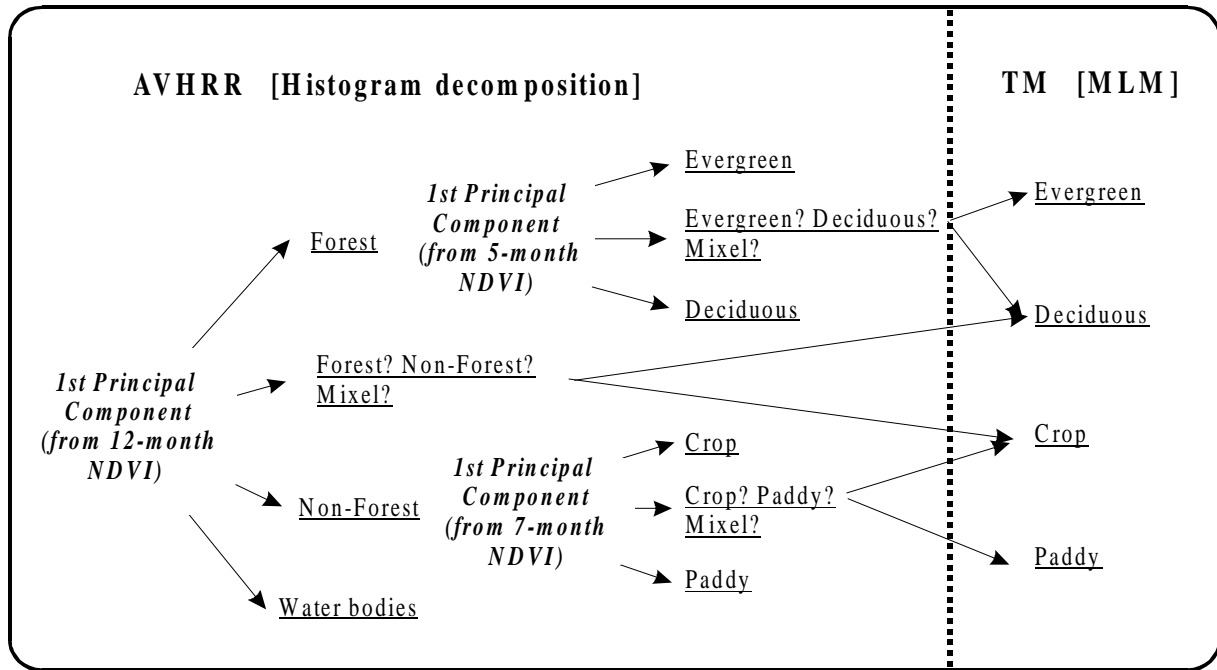 AVHRR [Histogram decomposition]
TM [MLM]
1st Principal
Component
(from 12-month
NDVI)
Forest
1st Principal
Component
(from 5-month
NDVI)
Evergreen
Evergreen? Deciduous?
Mixel?
Deciduous
Forest? Non-Forest?
Mixel?
Non-Forest
1st Principal
Component
(from 7-month
NDVI)
Crop
Crop? Paddy?
Mixel?
Paddy
Water bodies
Evergreen
Deciduous
Crop
Paddy